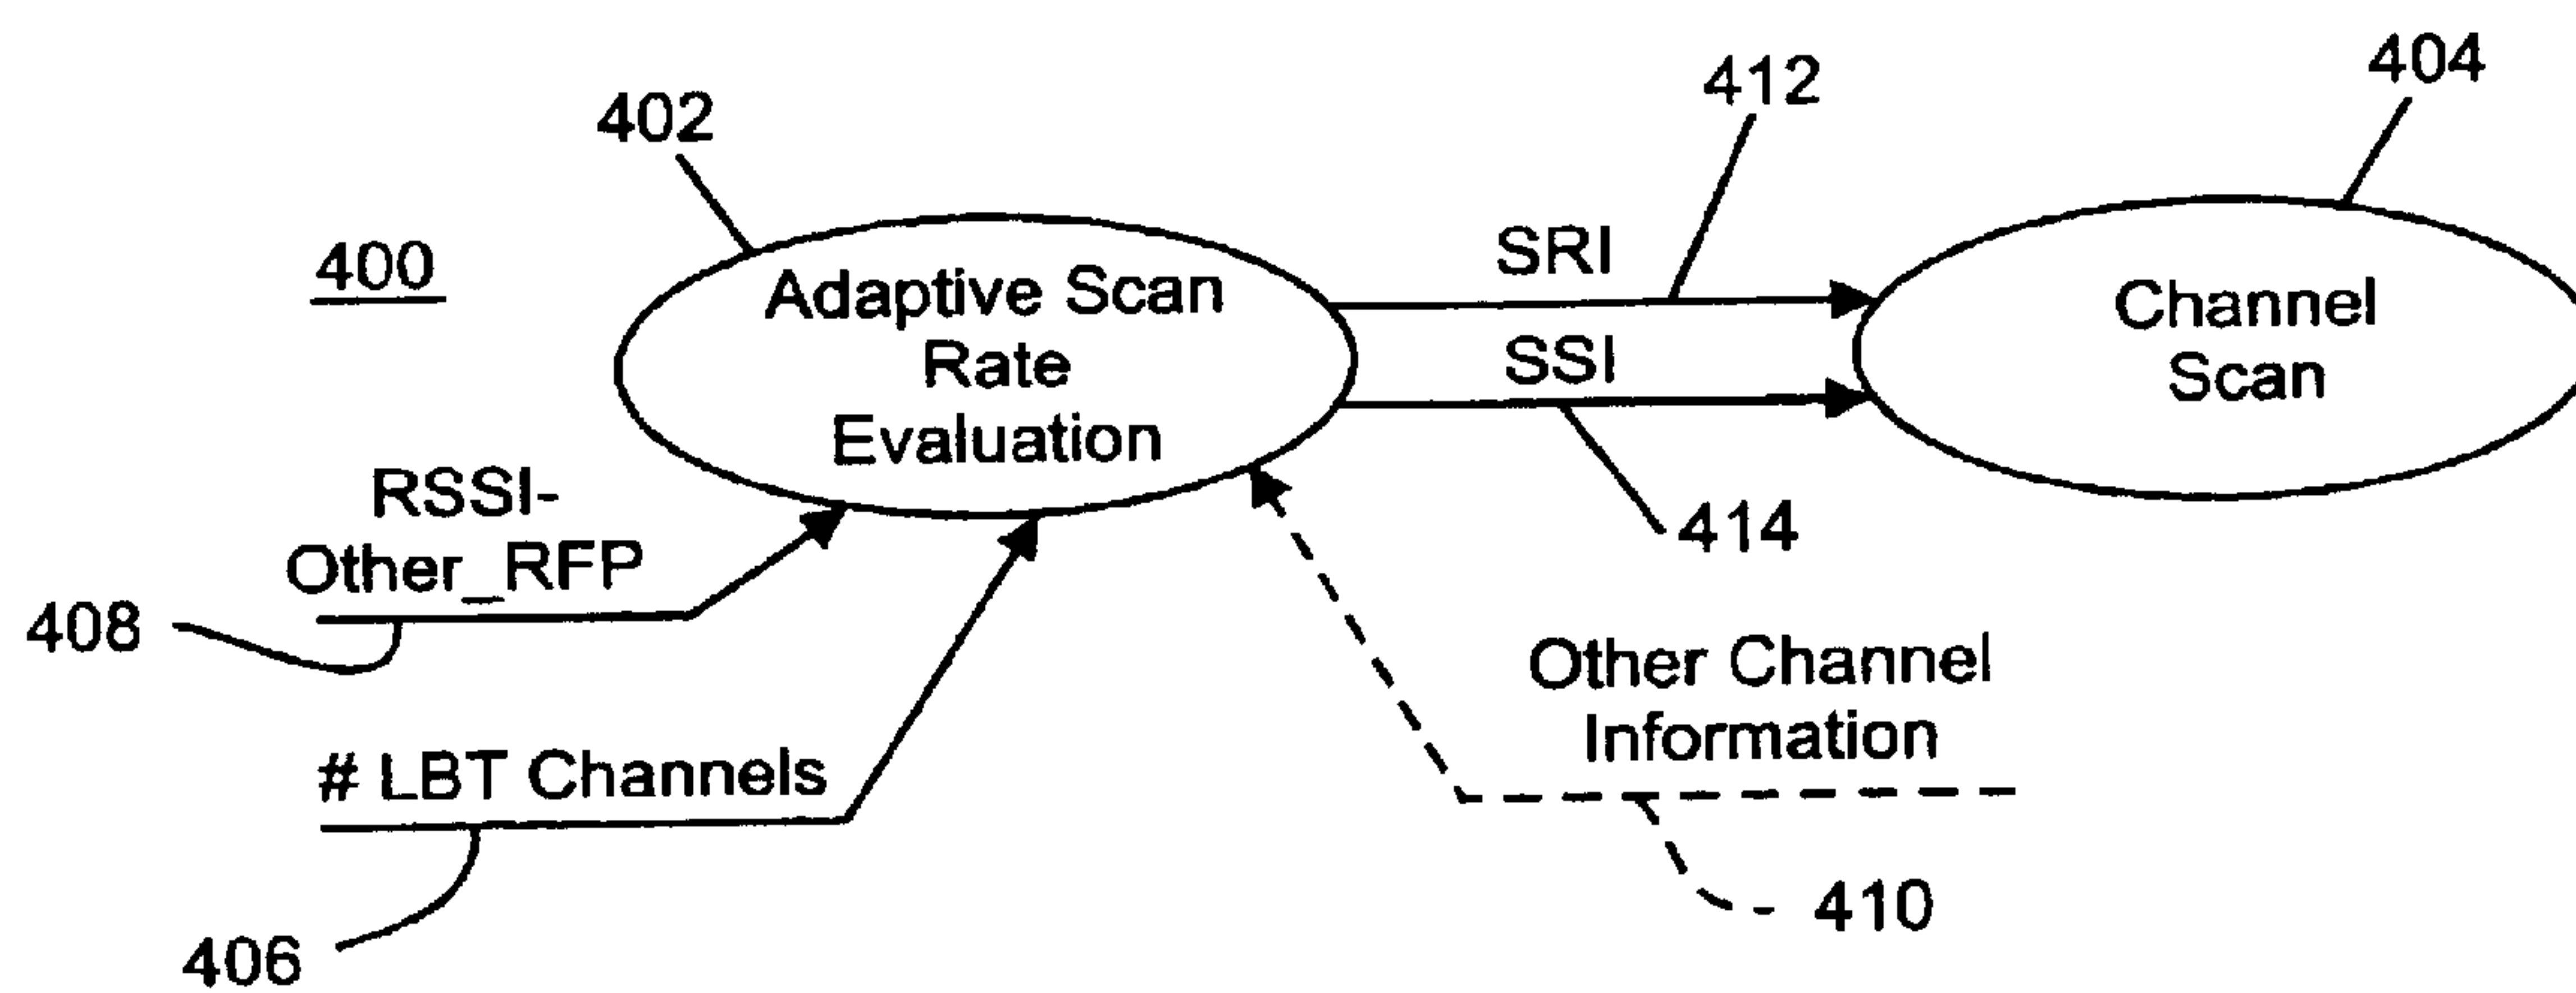 404
412
402
400
SRI
Adaptive Scan
Rate
Evaluation
Channel
Scan
SSI
RSSI-
Other_RFP
414
408
Other Channel
Information
# LBT Channels
410
406